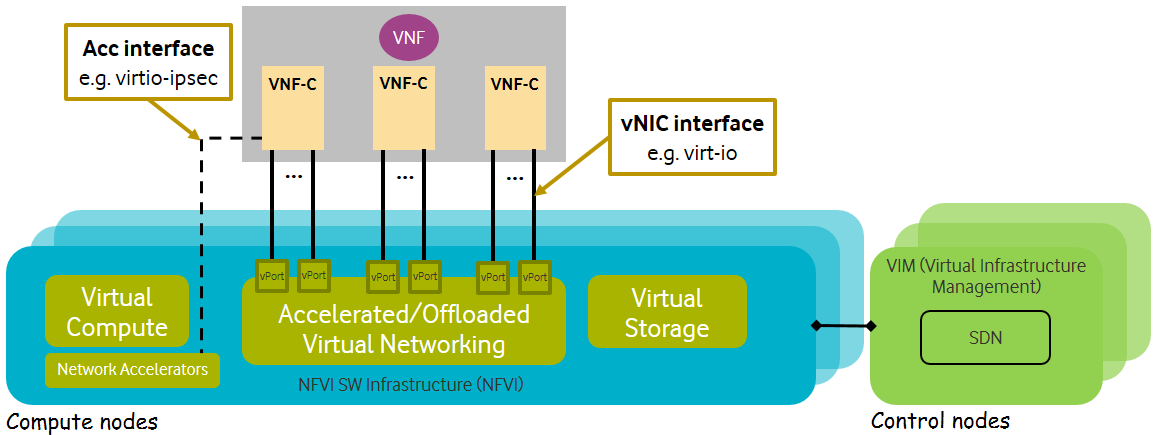 Acc interface
e.g. virtio-ipsec
VNF
VNF-C
VNF-C
VNF-C
vNIC interface
e.g. virt-io
...
...
...
vPort
vPort
vPort
vPort
vPort
vPort
Virtual
Compute
Accelerated/Offloaded
Virtual Networking
Virtual
Storage
Network Accelerators
NFVI SW Infrastructure (NFVI)
VIM (Virtual Infrastructure
Management)
SDN
Compute nodes
Control nodes